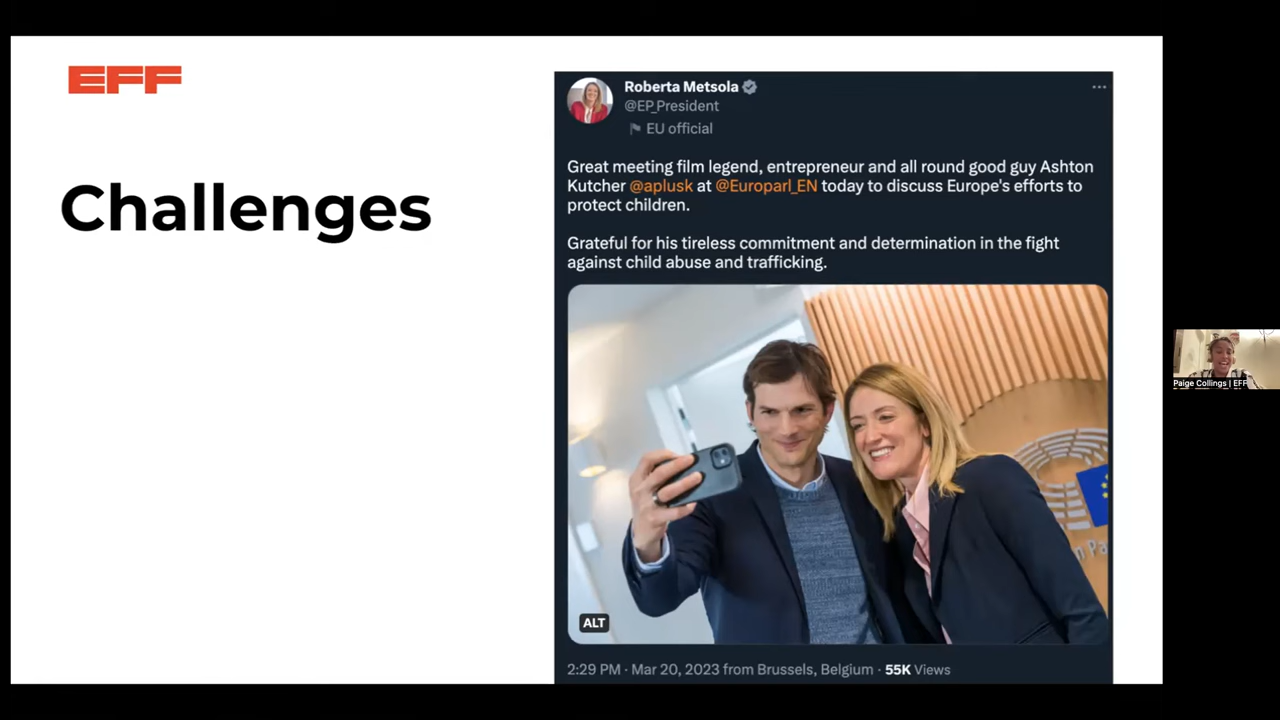 EFF
Challenges
Roberta Metsola
@EP_President
EU official
Great meeting film legend, entrepreneur and all round good guy Ashton
Kutcher @aplusk at @Europarl_EN today to discuss Europe's efforts to
protect children.
Grateful for his tireless commitment and determination in the fight
against child abuse and trafficking.
ALT
2:29 PM · Mar 20, 2023 from Brussels, Belgium · 55K Views
Paige Collings | EFF